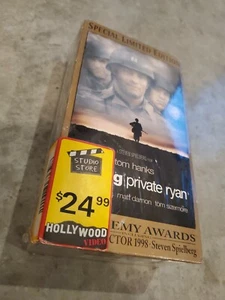 SPECIAL LIMITED EDITION
tom hanks
g|private ryan
matt damon tom sizemore
EMY AWARDS
CTOR 1998 · Steven Spielberg
STUDIO
STORE
$24.99
HOLLYWOOD
VIDEO